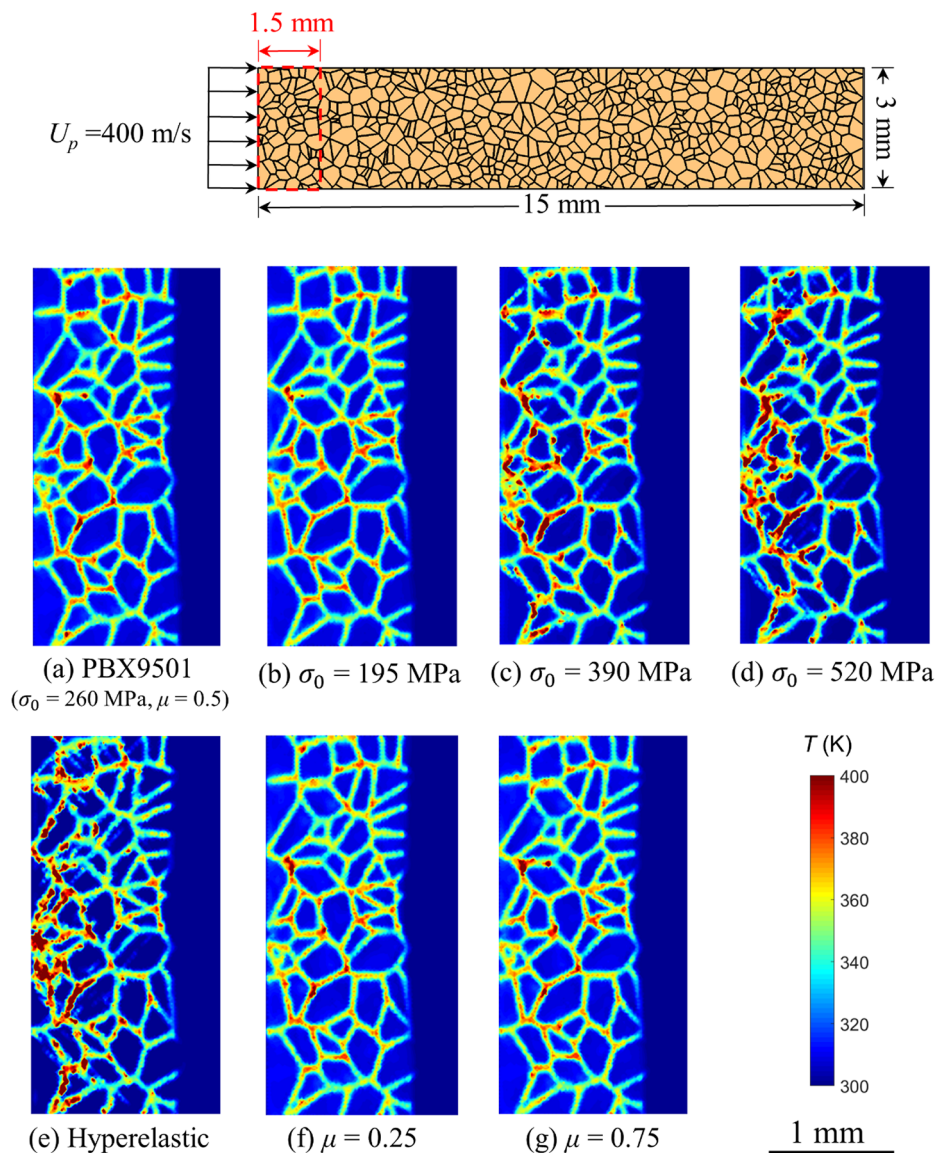 1.5 mm
U_p =400 m/s
3 mm
15 mm
(a) PBX9501
(σ₀ = 260 MPa, μ = 0.5)
(b) σ₀ = 195 MPa
(c) σ₀ = 390 MPa
(d) σ₀ = 520 MPa
T (K)
400
380
360
340
320
300
(e) Hyperelastic
(f) μ = 0.25
(g) μ = 0.75
1 mm